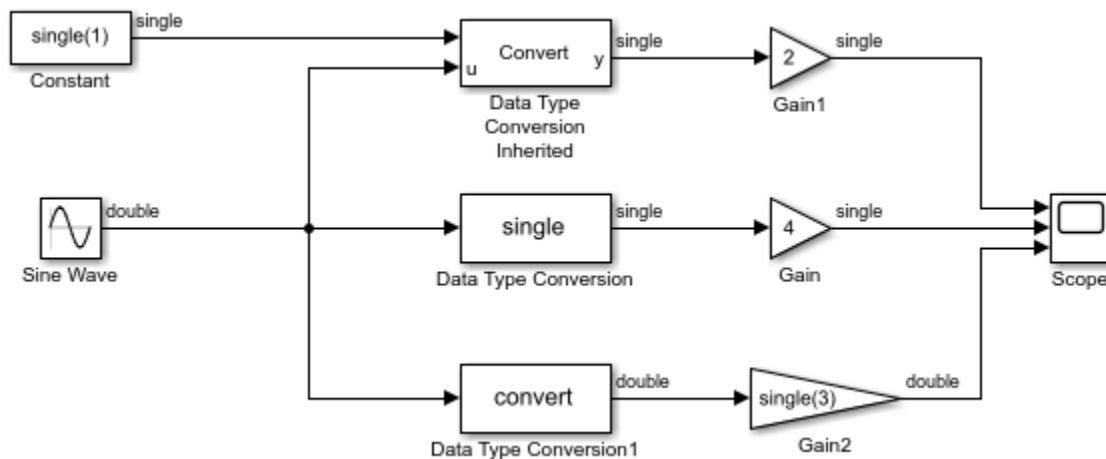 single(1)
single
Constant
Convert
u
y
single
Data Type
Conversion
Inherited
2
single
Gain1
double
Sine Wave
single
single
Data Type Conversion
4
single
Gain
Scope
convert
double
Data Type Conversion1
single(3)
double
Gain2